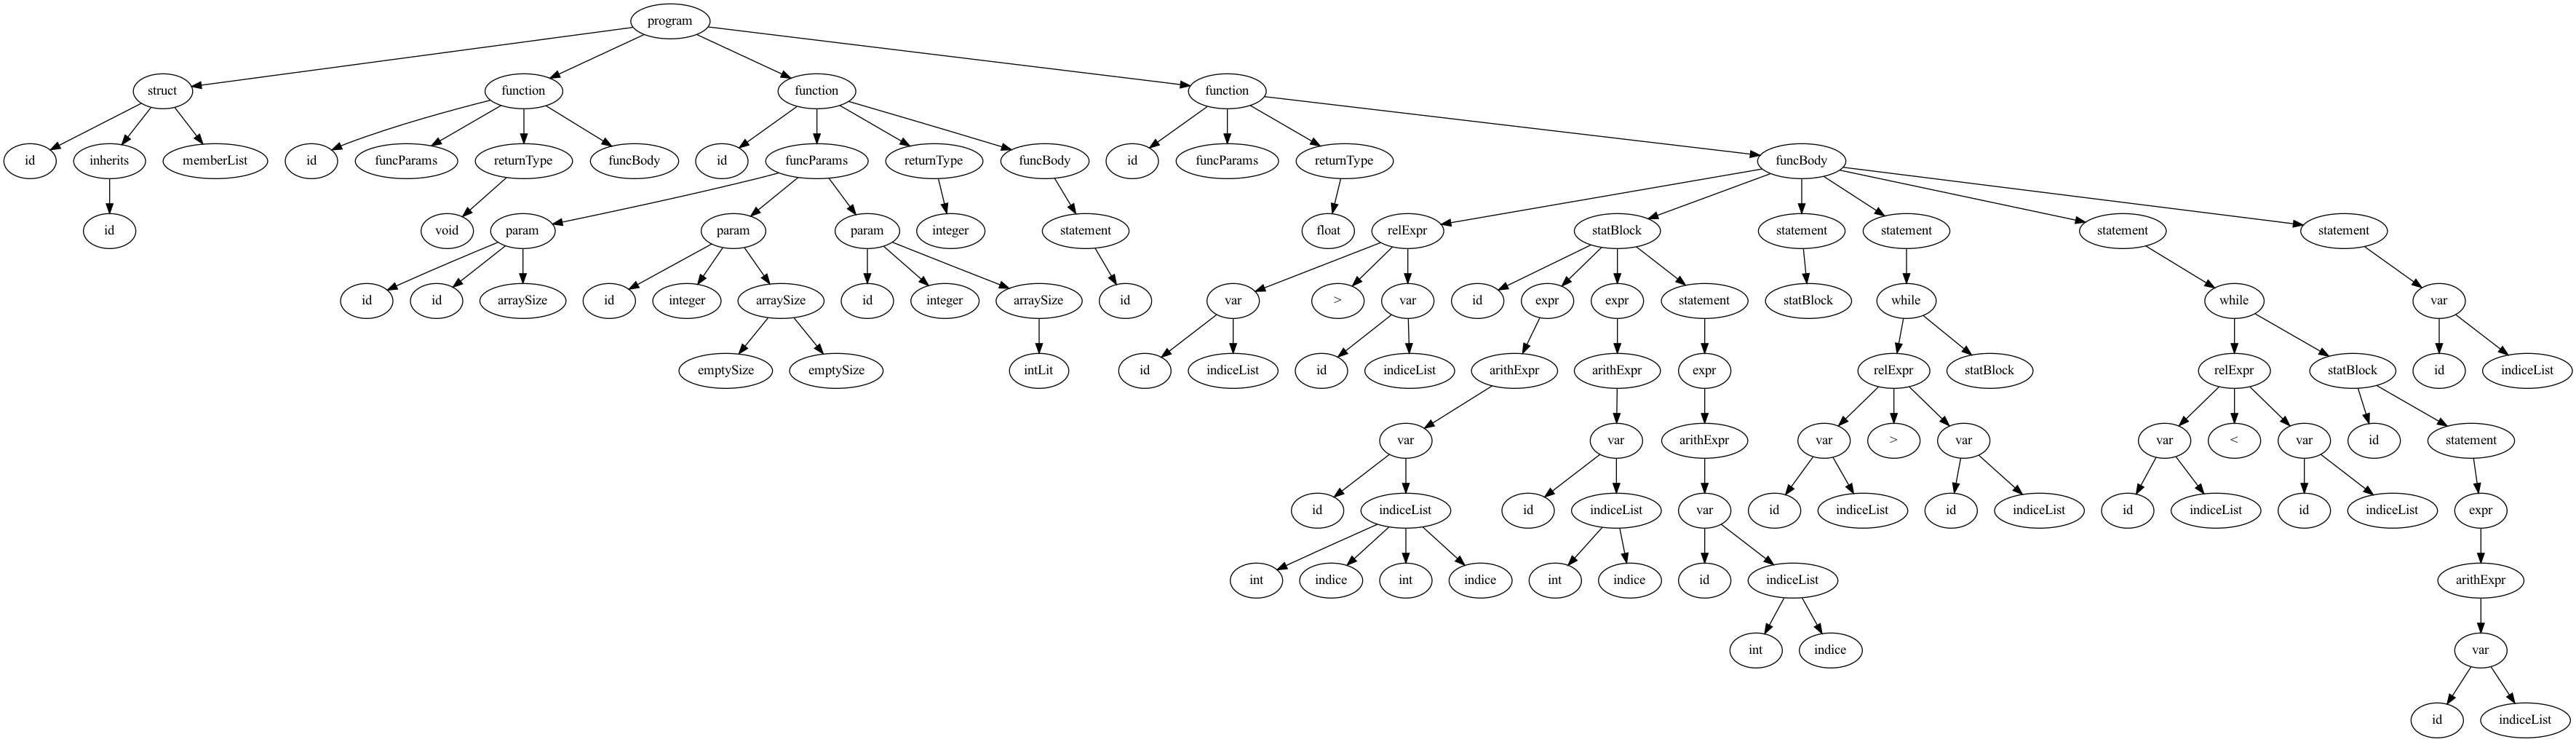 program
struct function function function
id inherits memberList id funcParams returnType funcBody id funcParams returnType funcBody id funcParams returnType funcBody
id void param param param integer statement float relExpr statBlock statement statement statement statement
id id arraySize id integer arraySize id integer arraySize id var > var id expr expr statement statBlock while while var
emptySize emptySize intLit id indiceList id indiceList arithExpr arithExpr expr relExpr statBlock relExpr statBlock id indiceList
var var arithExpr var > var var < var id statement
id indiceList id indiceList var id indiceList id indiceList id indiceList id indiceList expr
int indice int indice int indice id indiceList arithExpr
int indice var
id indiceList